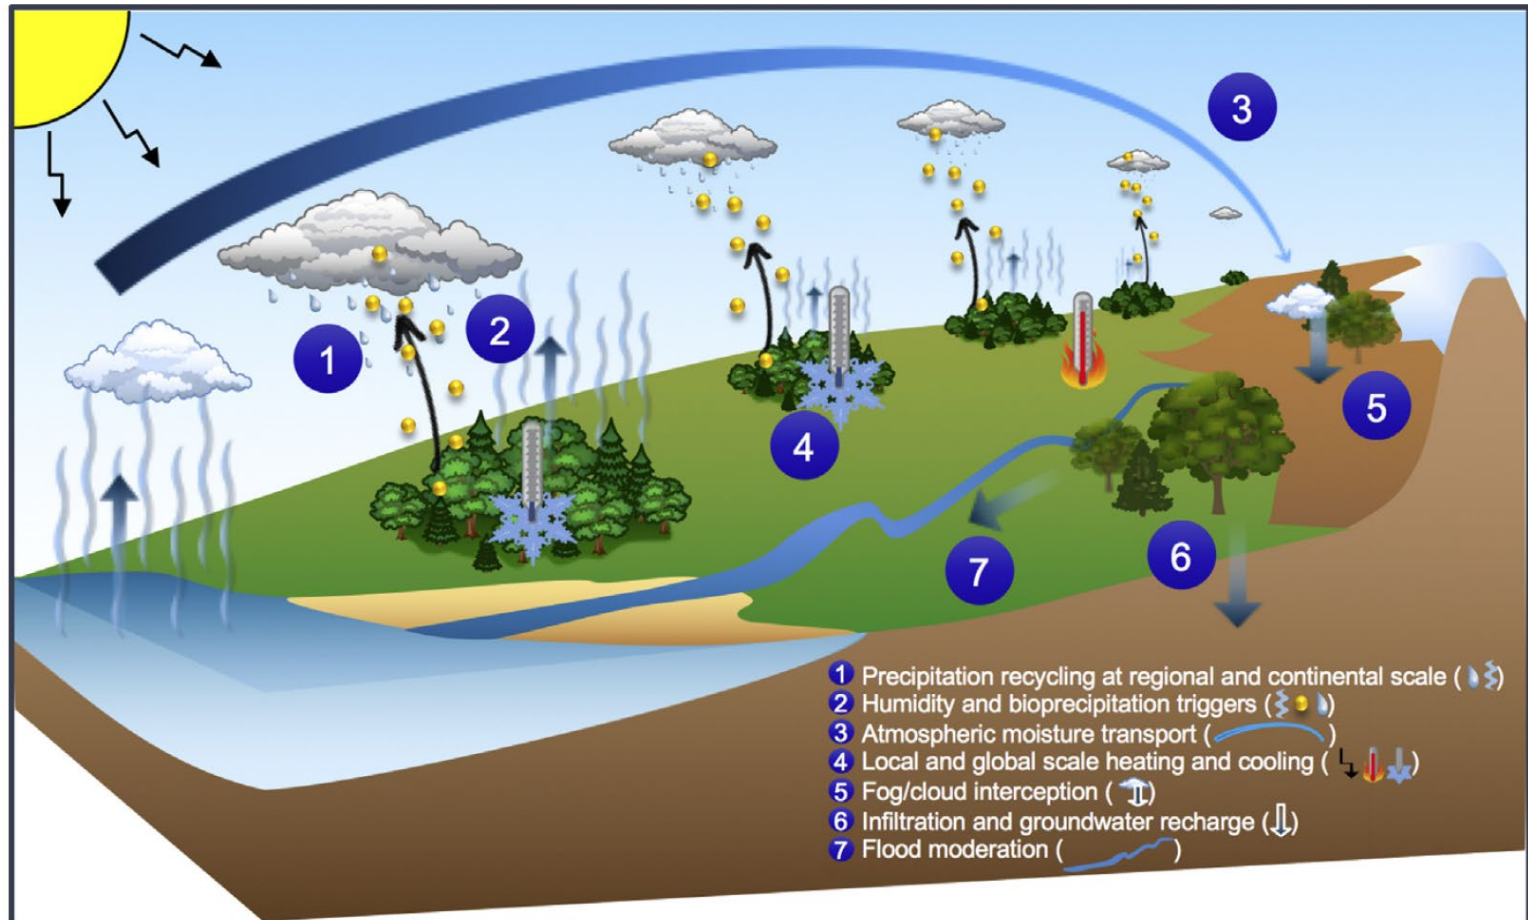 3
1
2
4
5
6
7
1 Precipitation recycling at regional and continental scale ( )
2 Humidity and bioprecipitation triggers ( )
3 Atmospheric moisture transport ( )
4 Local and global scale heating and cooling ( )
5 Fog/cloud interception ( )
6 Infiltration and groundwater recharge ( )
7 Flood moderation ( )